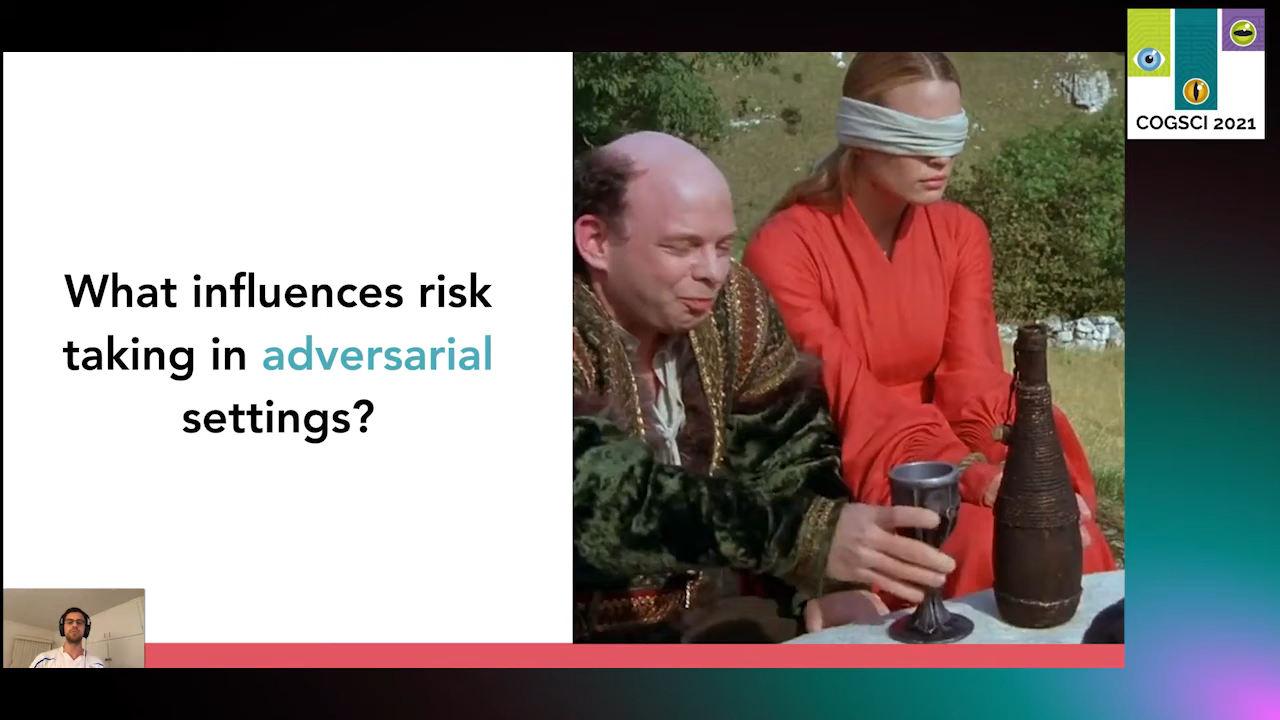 What influences risk
taking in adversarial
settings?
COGSCI 2021